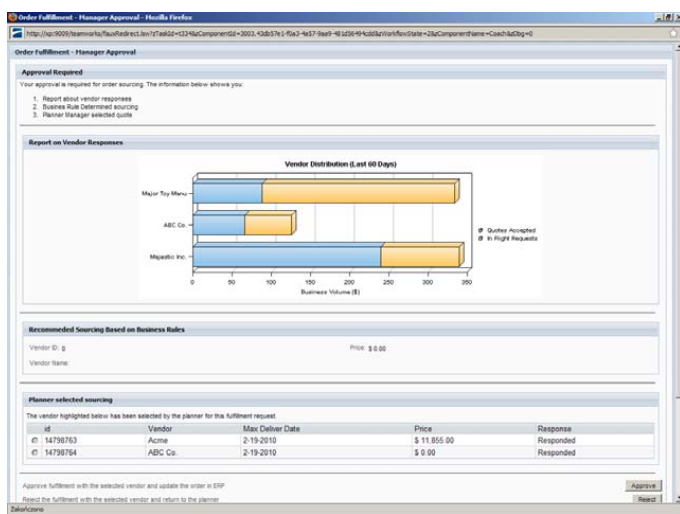 Order Fulfillment - Manager Approval - Mozilla Firefox
Order Fulfillment - Manager Approval
Approval Required
Your approval is required for order sourcing. The information below shows you:
1. Report about vendor responses
2. Busines Rule Determined sourcing
3. Planner Manager selected quote
Report on Vendor Responses
Vendor Distribution (Last 60 Days)
Major Toy Manu
ABC Co.
Majestic Inc.
Quotes Accepted
In Flight Requests
0 50 100 150 200 250 300 350
Business Volume ($)
Recommeded Sourcing Based on Business Rules
Vendor ID: 0 Price: $ 0.00
Vendor Name:
Planner selected sourcing
The vendor highlighted below has been selected by the planner for this fulfillment request.
id Vendor Max Deliver Date Price Response
14798763 Acme 2-19-2010 $ 11,855.00 Responded
14798764 ABC Co. 2-19-2010 $ 0.00 Responded
Approve fulfillment with the selected vendor and update the order in ERP Approve
Reject the fulfillment with the selected vendor and return to the planner Reject
Zakończono